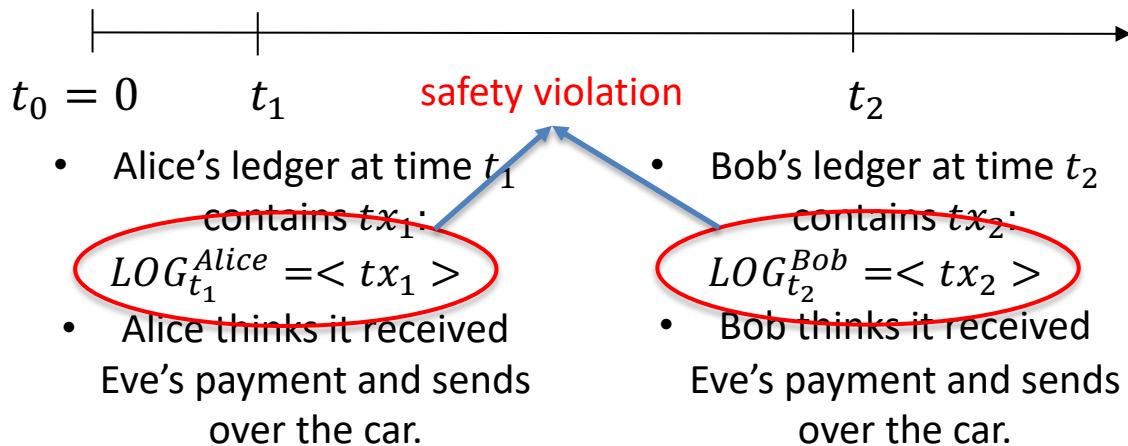 t₀ = 0 t₁ safety violation t₂
• Alice’s ledger at time t₁
contains tx₁:
LOG_{t₁}^{Alice} =< tx₁ >
• Alice thinks it received
Eve’s payment and sends
over the car.
• Bob’s ledger at time t₂
contains tx₂:
LOG_{t₂}^{Bob} =< tx₂ >
• Bob thinks it received
Eve’s payment and sends
over the car.